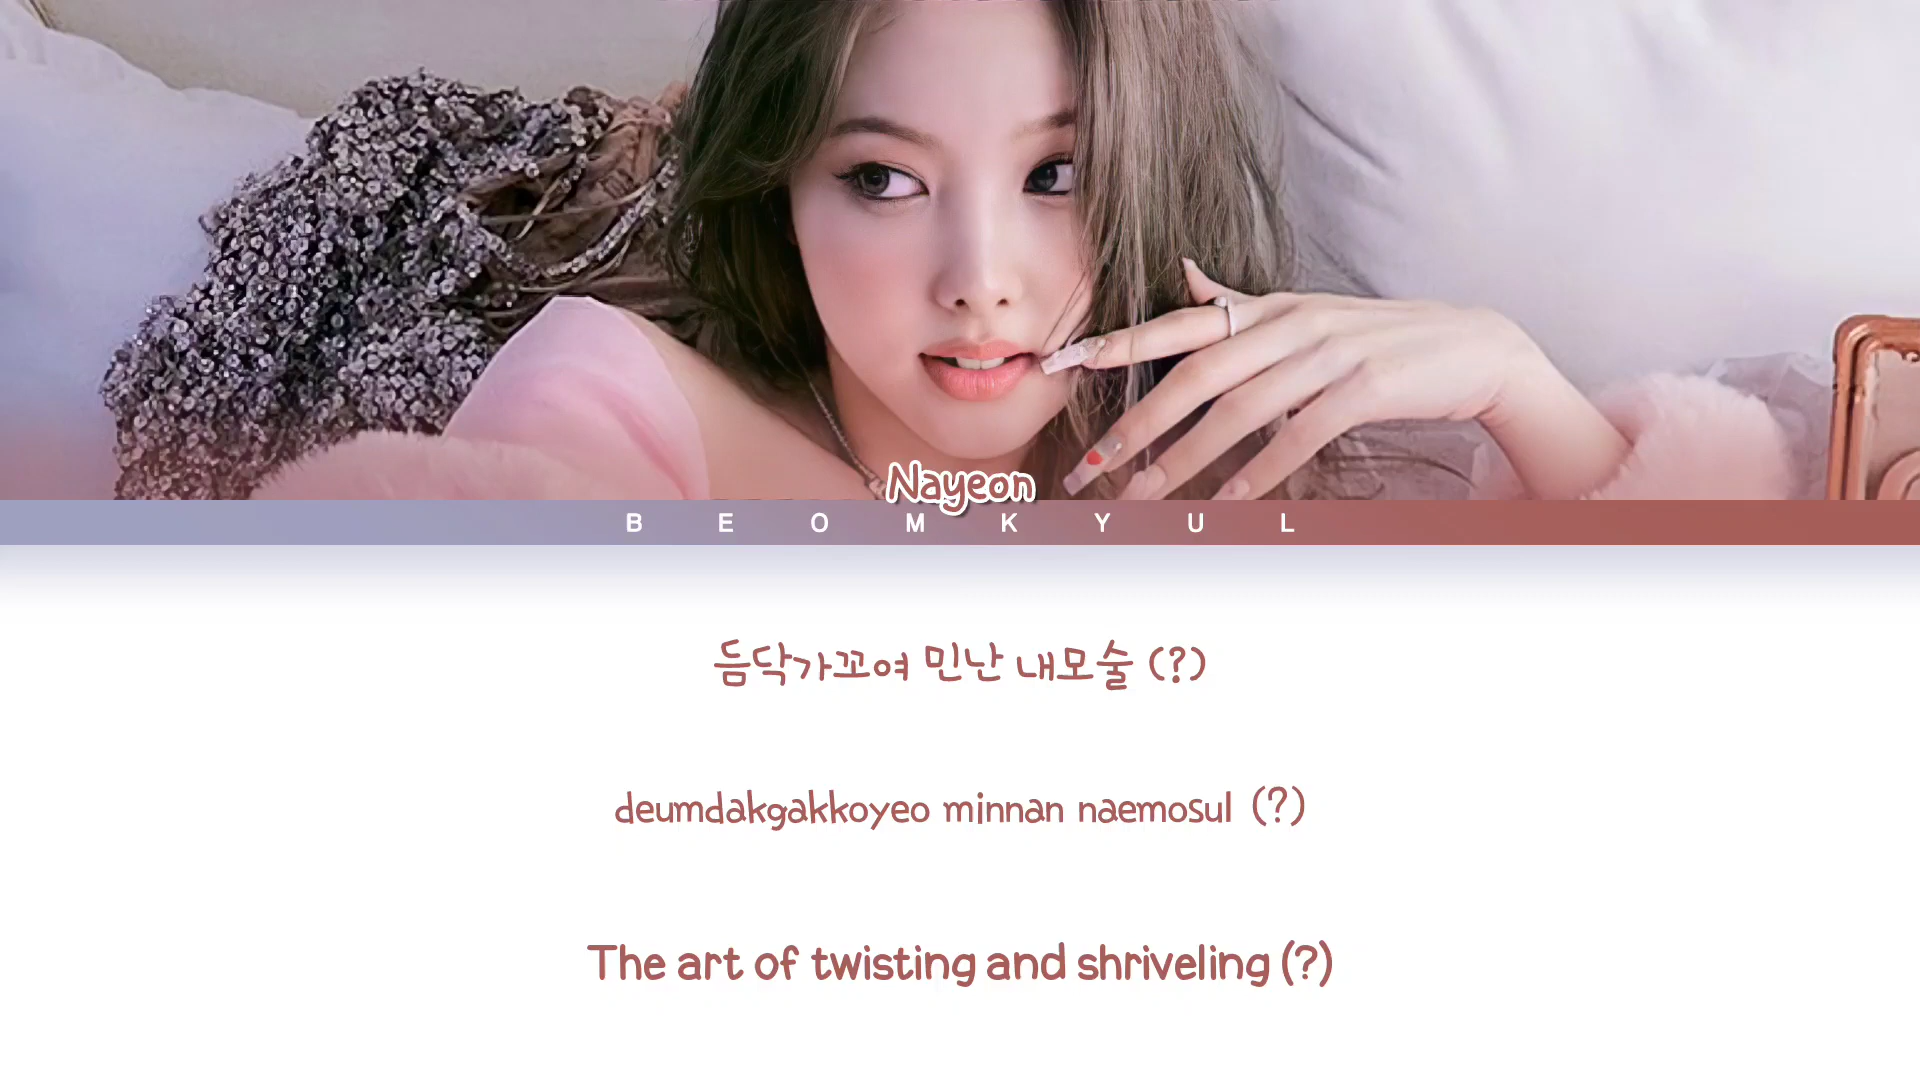 Nayeon
BEOMKYUL
듬닥가꼬여 민난 내모술 (?)
deumdakgakkoyeo minnan naemosul (?)
The art of twisting and shriveling (?)